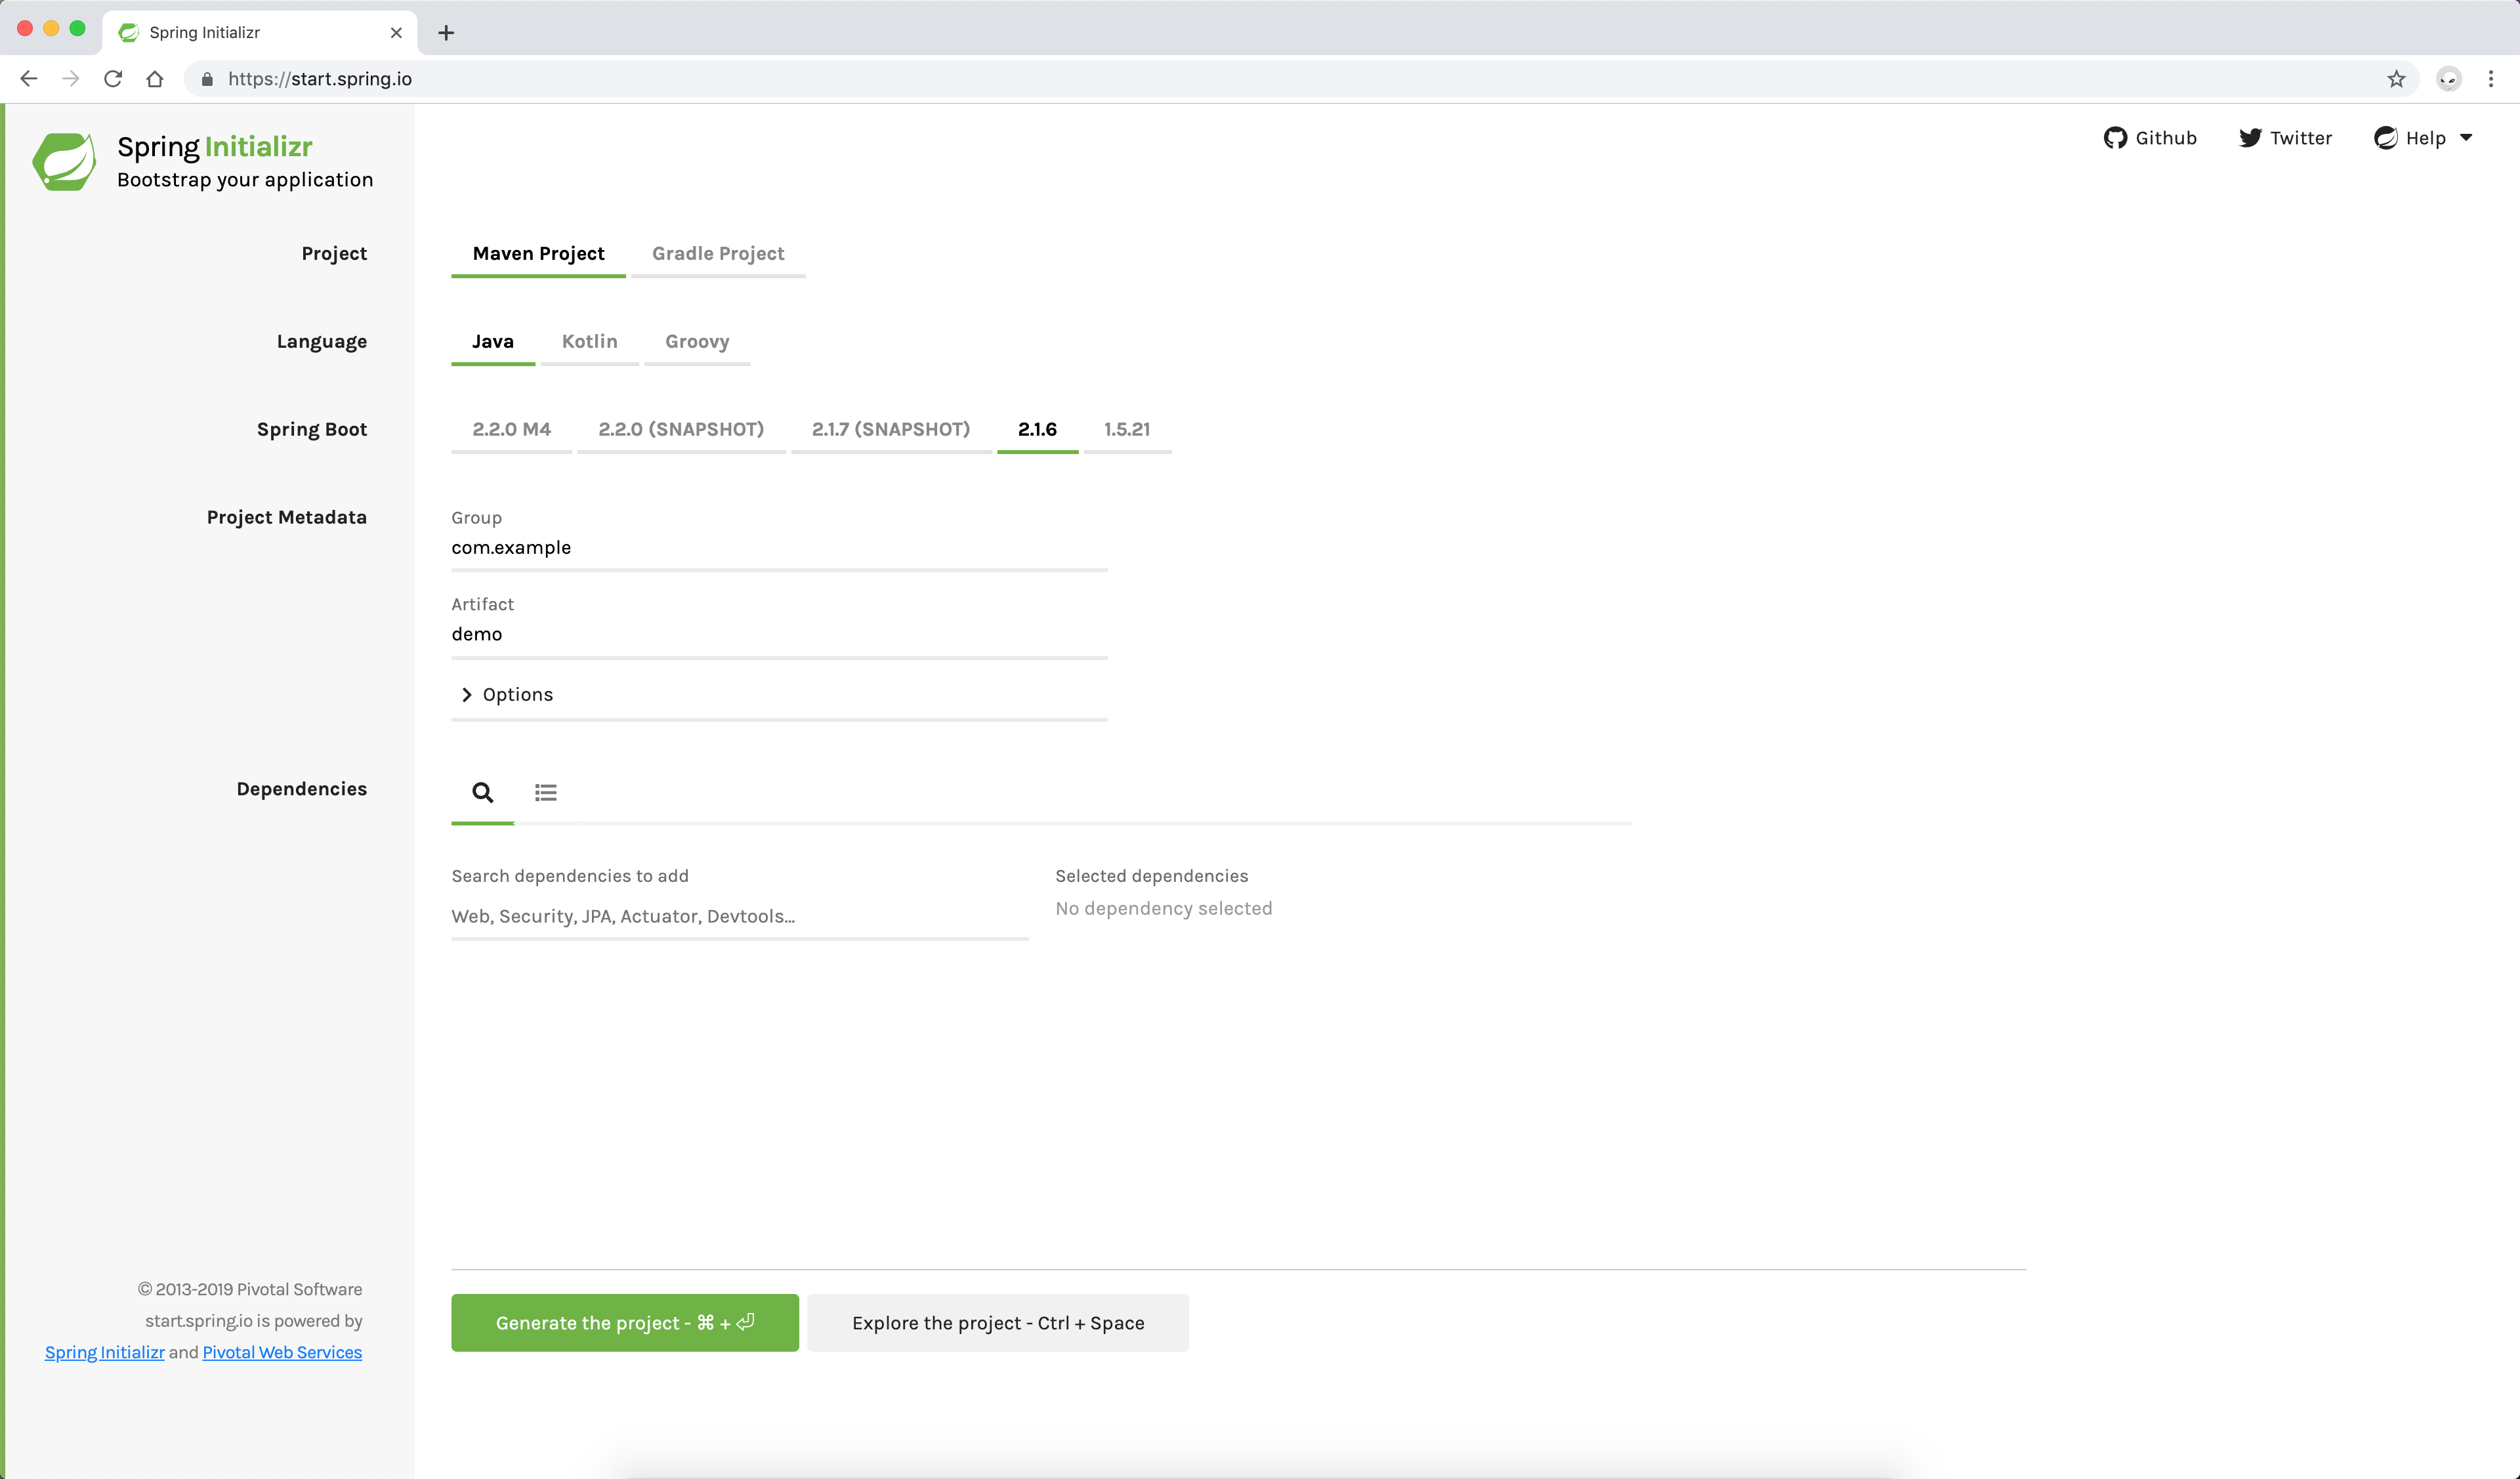 Spring Initializr
https://start.spring.io
Spring Initializr
Bootstrap your application
Github
Twitter
Help
Project
Maven Project
Gradle Project
Language
Java
Kotlin
Groovy
Spring Boot
2.2.0 M4
2.2.0 (SNAPSHOT)
2.1.7 (SNAPSHOT)
2.1.6
1.5.21
Project Metadata
Group
com.example
Artifact
demo
Options
Dependencies
Search dependencies to add
Web, Security, JPA, Actuator, Devtools...
Selected dependencies
No dependency selected
© 2013-2019 Pivotal Software
start.spring.io is powered by
Spring Initializr and Pivotal Web Services
Generate the project - ⌘ + ⏎
Explore the project - Ctrl + Space